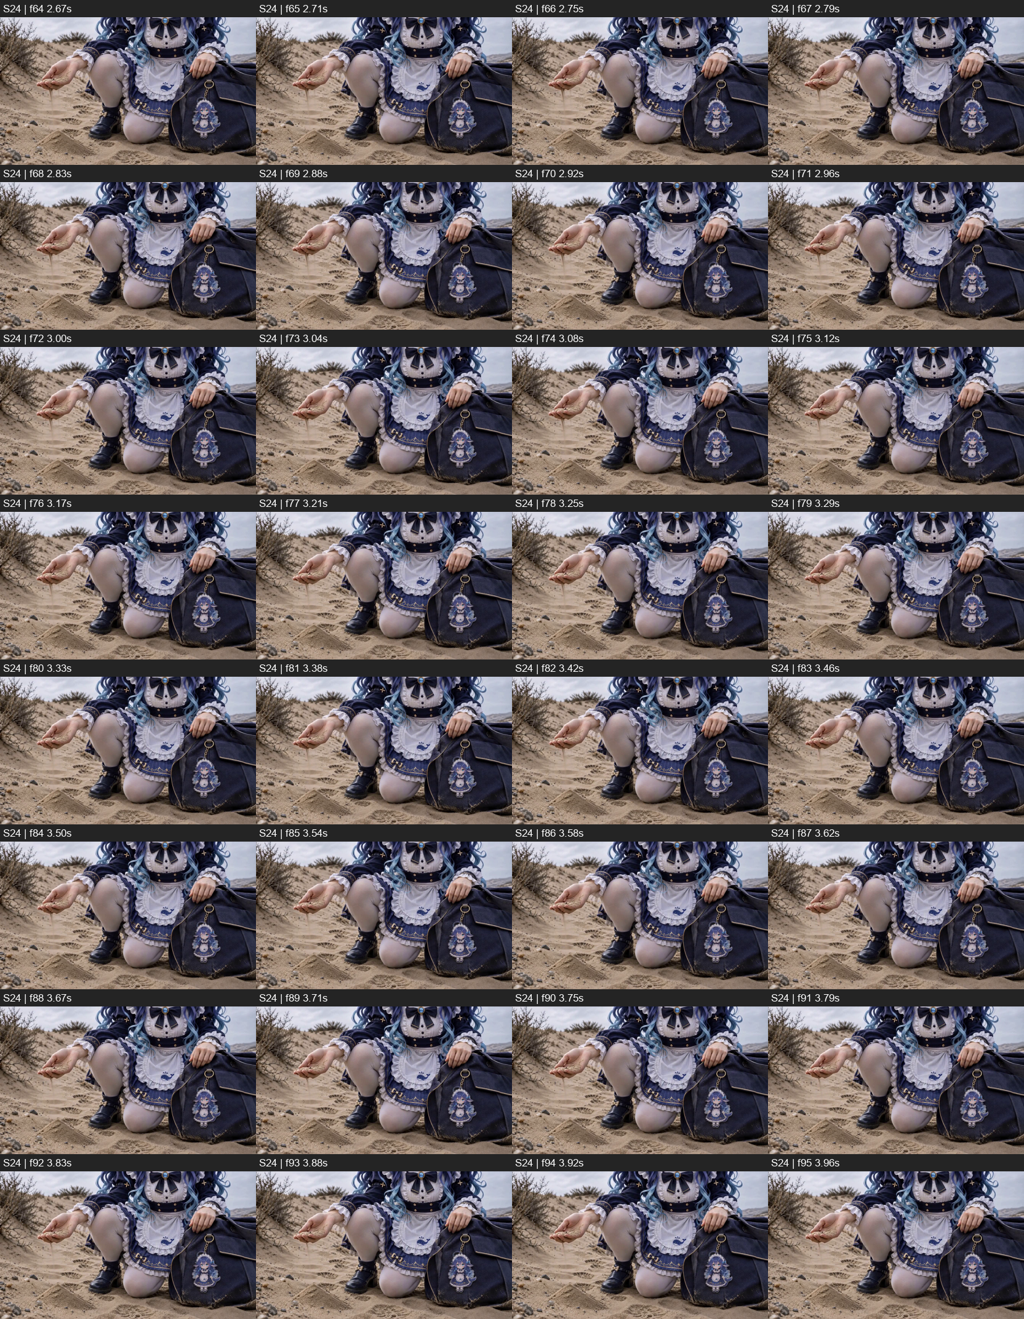 S24 | f64 2.67s
S24 | f65 2.71s
S24 | f66 2.75s
S24 | f67 2.79s
S24 | f68 2.83s
S24 | f69 2.88s
S24 | f70 2.92s
S24 | f71 2.96s
S24 | f72 3.00s
S24 | f73 3.04s
S24 | f74 3.08s
S24 | f75 3.12s
S24 | f76 3.17s
S24 | f77 3.21s
S24 | f78 3.25s
S24 | f79 3.29s
S24 | f80 3.33s
S24 | f81 3.38s
S24 | f82 3.42s
S24 | f83 3.46s
S24 | f84 3.50s
S24 | f85 3.54s
S24 | f86 3.58s
S24 | f87 3.62s
S24 | f88 3.67s
S24 | f89 3.71s
S24 | f90 3.75s
S24 | f91 3.79s
S24 | f92 3.83s
S24 | f93 3.88s
S24 | f94 3.92s
S24 | f95 3.96s